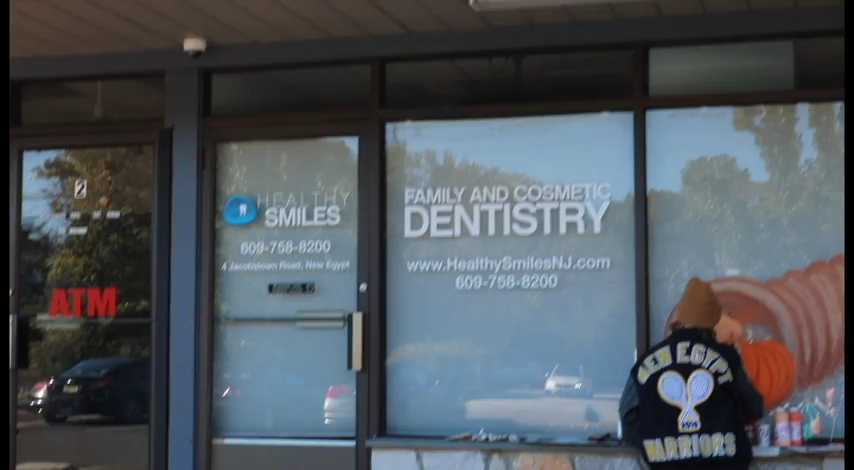 2
ATM
HEALTHY
SMILES
609-758-8200
4 Jacobstown Road, New Egypt
FAMILY AND COSMETIC
DENTISTRY
www.HealthySmilesNJ.com
609-758-8200
NEW EGYPT
WARRIORS